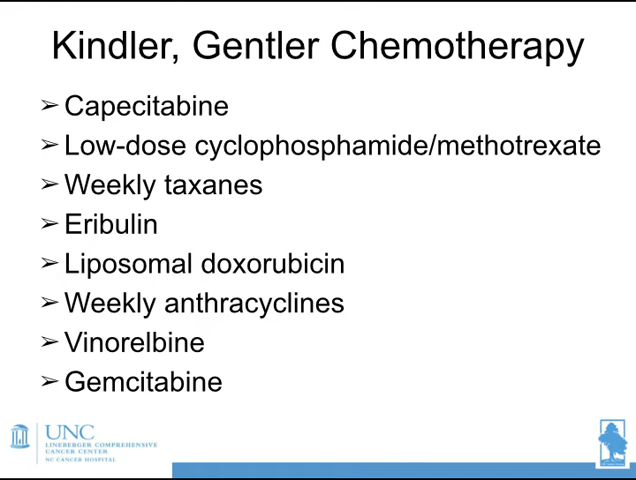 Kindler, Gentler Chemotherapy
➢ Capecitabine
➢ Low-dose cyclophosphamide/methotrexate
➢ Weekly taxanes
➢ Eribulin
➢ Liposomal doxorubicin
➢ Weekly anthracyclines
➢ Vinorelbine
➢ Gemcitabine
UNC
LINEBERGER COMPREHENSIVE
CANCER CENTER
NC CANCER HOSPITAL